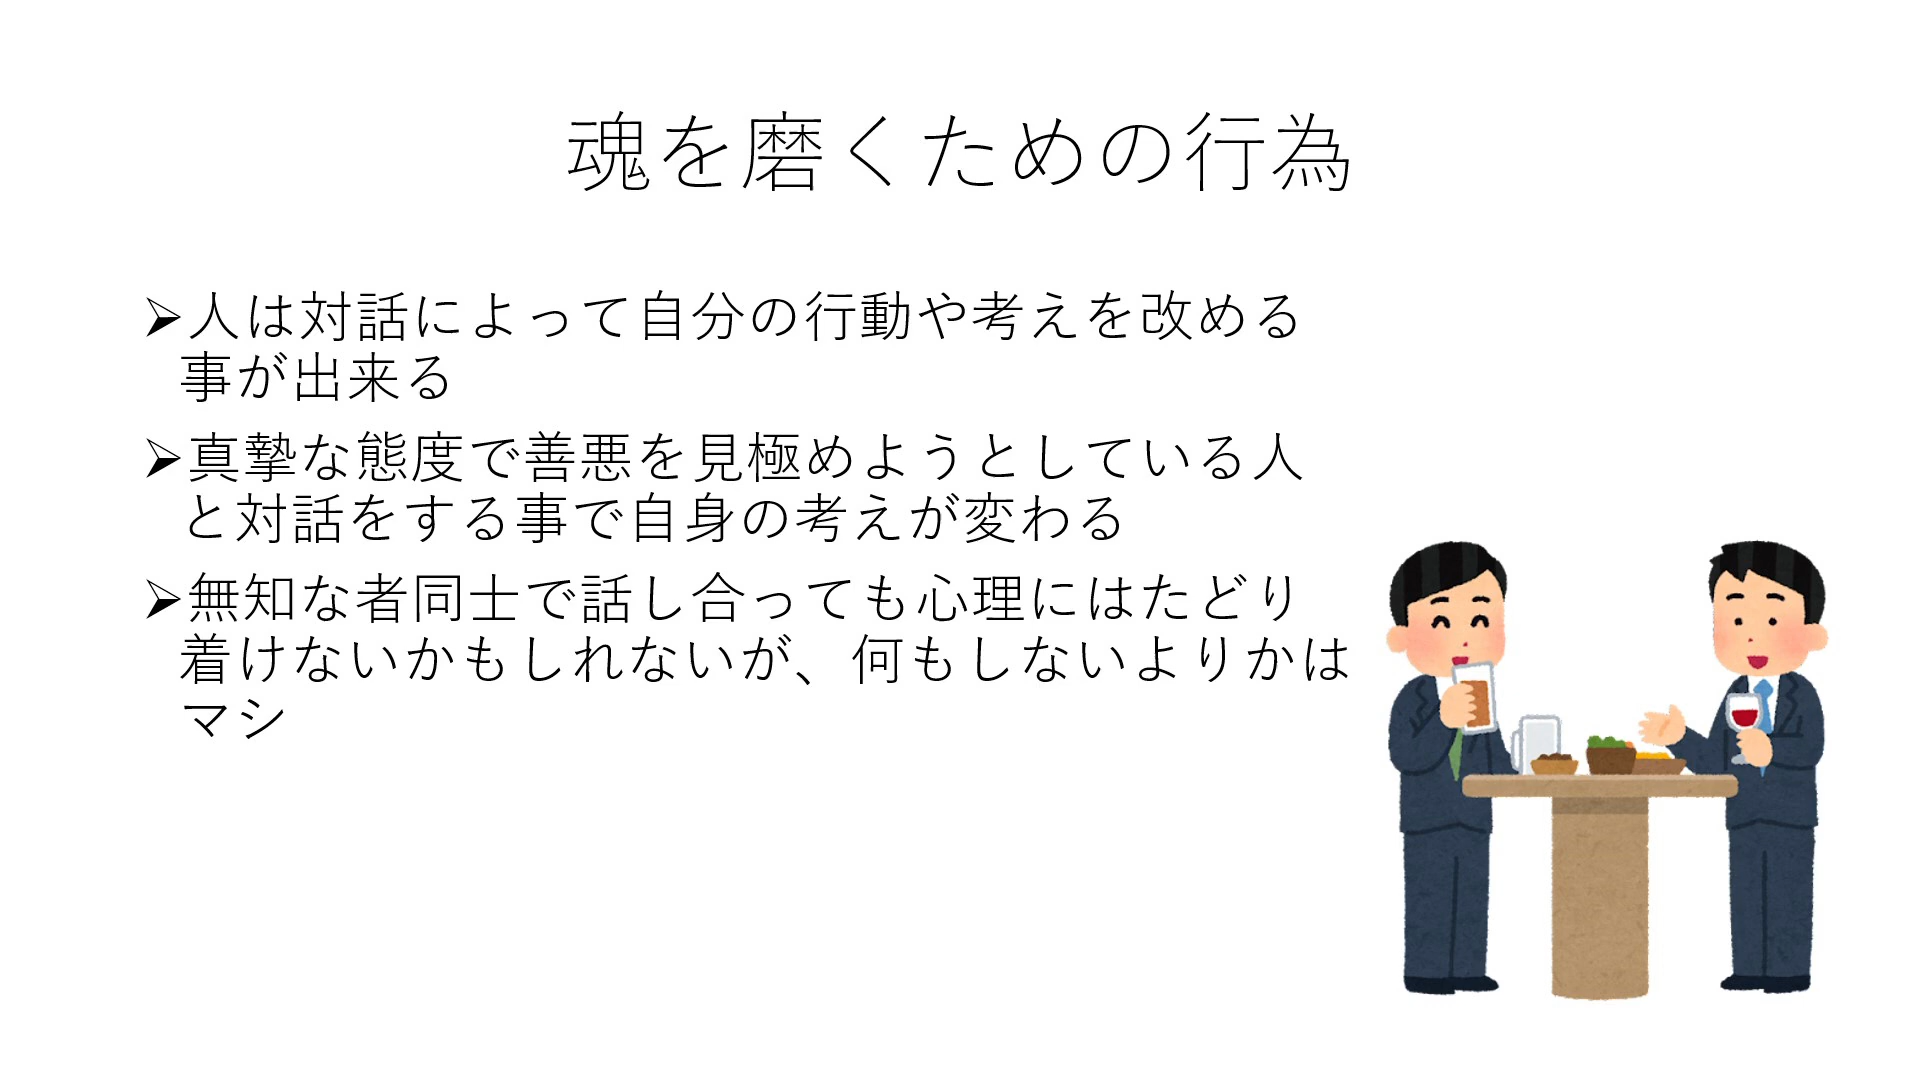 魂を磨くための行為
➢人は対話によって自分の行動や考えを改める
事が出来る
➢真摯な態度で善悪を見極めようとしている人
と対話をする事で自身の考えが変わる
➢無知な者同士で話し合っても心理にはたどり
着けないかもしれないが、何もしないよりかは
マシ